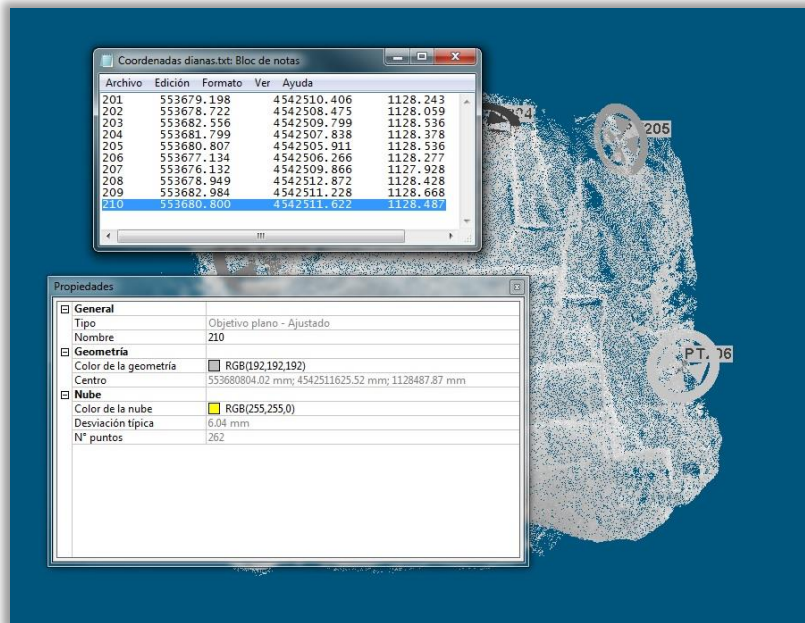 Coordenadas dianas.txt: Bloc de notas
Archivo Edición Formato Ver Ayuda
201 553679.198 4542510.406 1128.243
202 553678.722 4542508.475 1128.059
203 553682.556 4542509.799 1128.536
204 553681.799 4542507.838 1128.378
205 553680.807 4542505.911 1128.536
206 553677.134 4542506.266 1128.277
207 553676.132 4542509.866 1127.928
208 553678.949 4542512.872 1128.428
209 553682.984 4542511.228 1128.668
210 553680.800 4542511.622 1128.487
205
Propiedades
General
Tipo Objetivo plano - Ajustado
Nombre 210
Geometría
Color de la geometría RGB(192,192,192)
Centro 553680804.02 mm; 4542511625.52 mm; 1128487.87 mm
Nube
Color de la nube RGB(255,255,0)
Desviación típica 6.04 mm
N° puntos 262